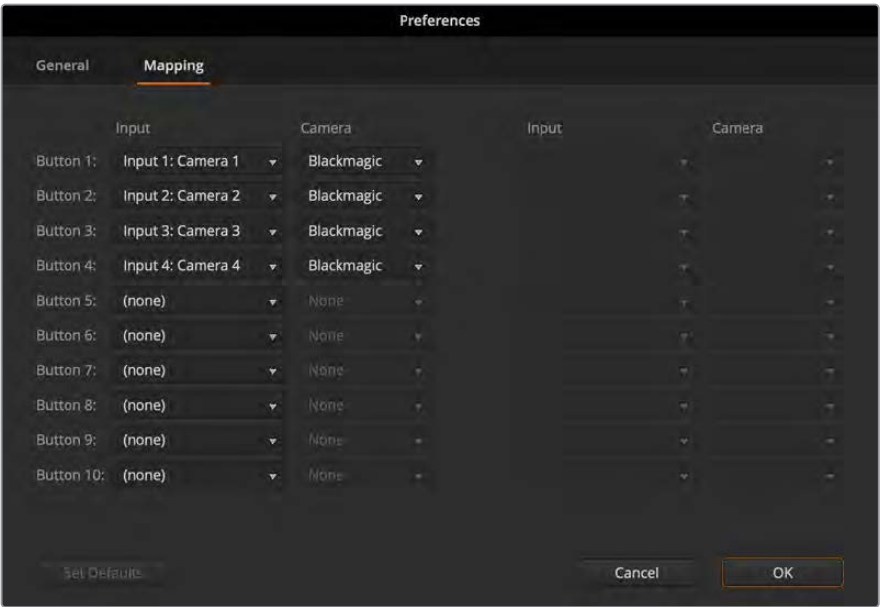 Preferences
General Mapping
Input Camera Input Camera
Button 1: Input 1: Camera 1 Blackmagic
Button 2: Input 2: Camera 2 Blackmagic
Button 3: Input 3: Camera 3 Blackmagic
Button 4: Input 4: Camera 4 Blackmagic
Button 5: (none) None
Button 6: (none) None
Button 7: (none) None
Button 8: (none) None
Button 9: (none) None
Button 10: (none) None
Set Defaults Cancel OK